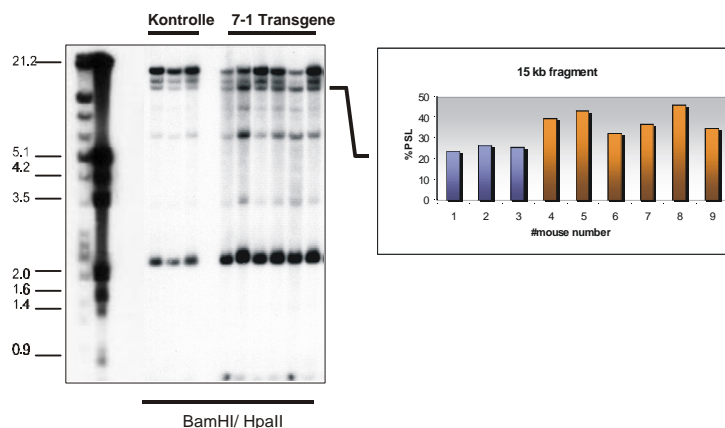 Kontrolle 7-1 Transgene
21.2
5.1
4.2
3.5
2.0
1.6
1.4
0.9
BamHI/ HpaII
15 kb fragment
%PSL
50
40
30
20
10
0
1 2 3 4 5 6 7 8 9
#mouse number